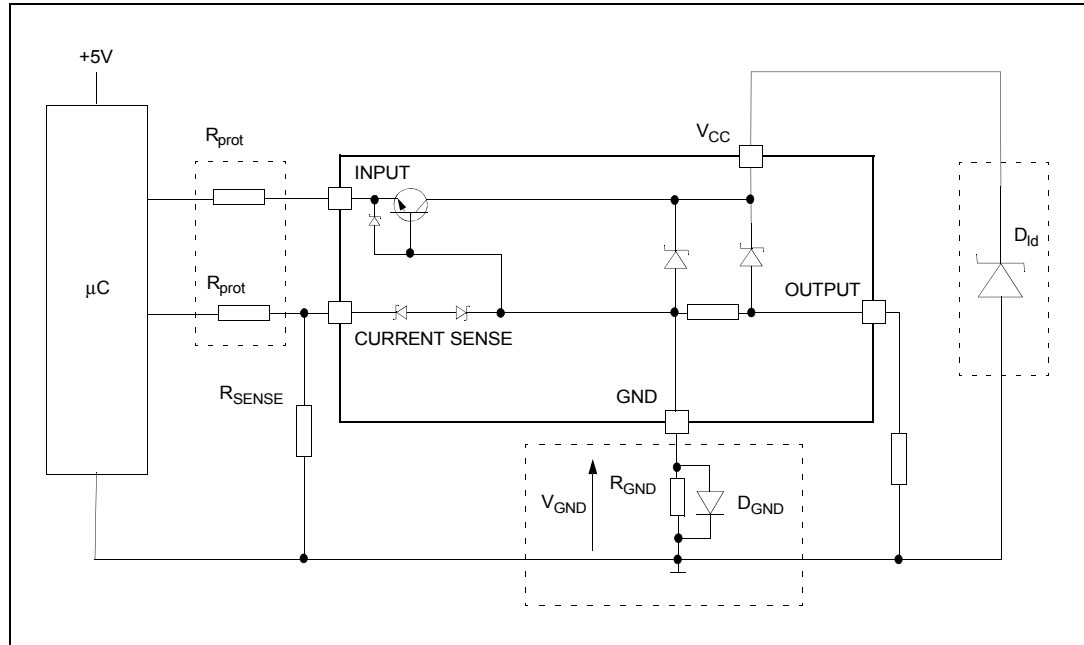 +5V
R_prot
V_CC
INPUT
D_ld
R_prot
μC
OUTPUT
CURRENT SENSE
R_SENSE
GND
R_GND
V_GND
D_GND